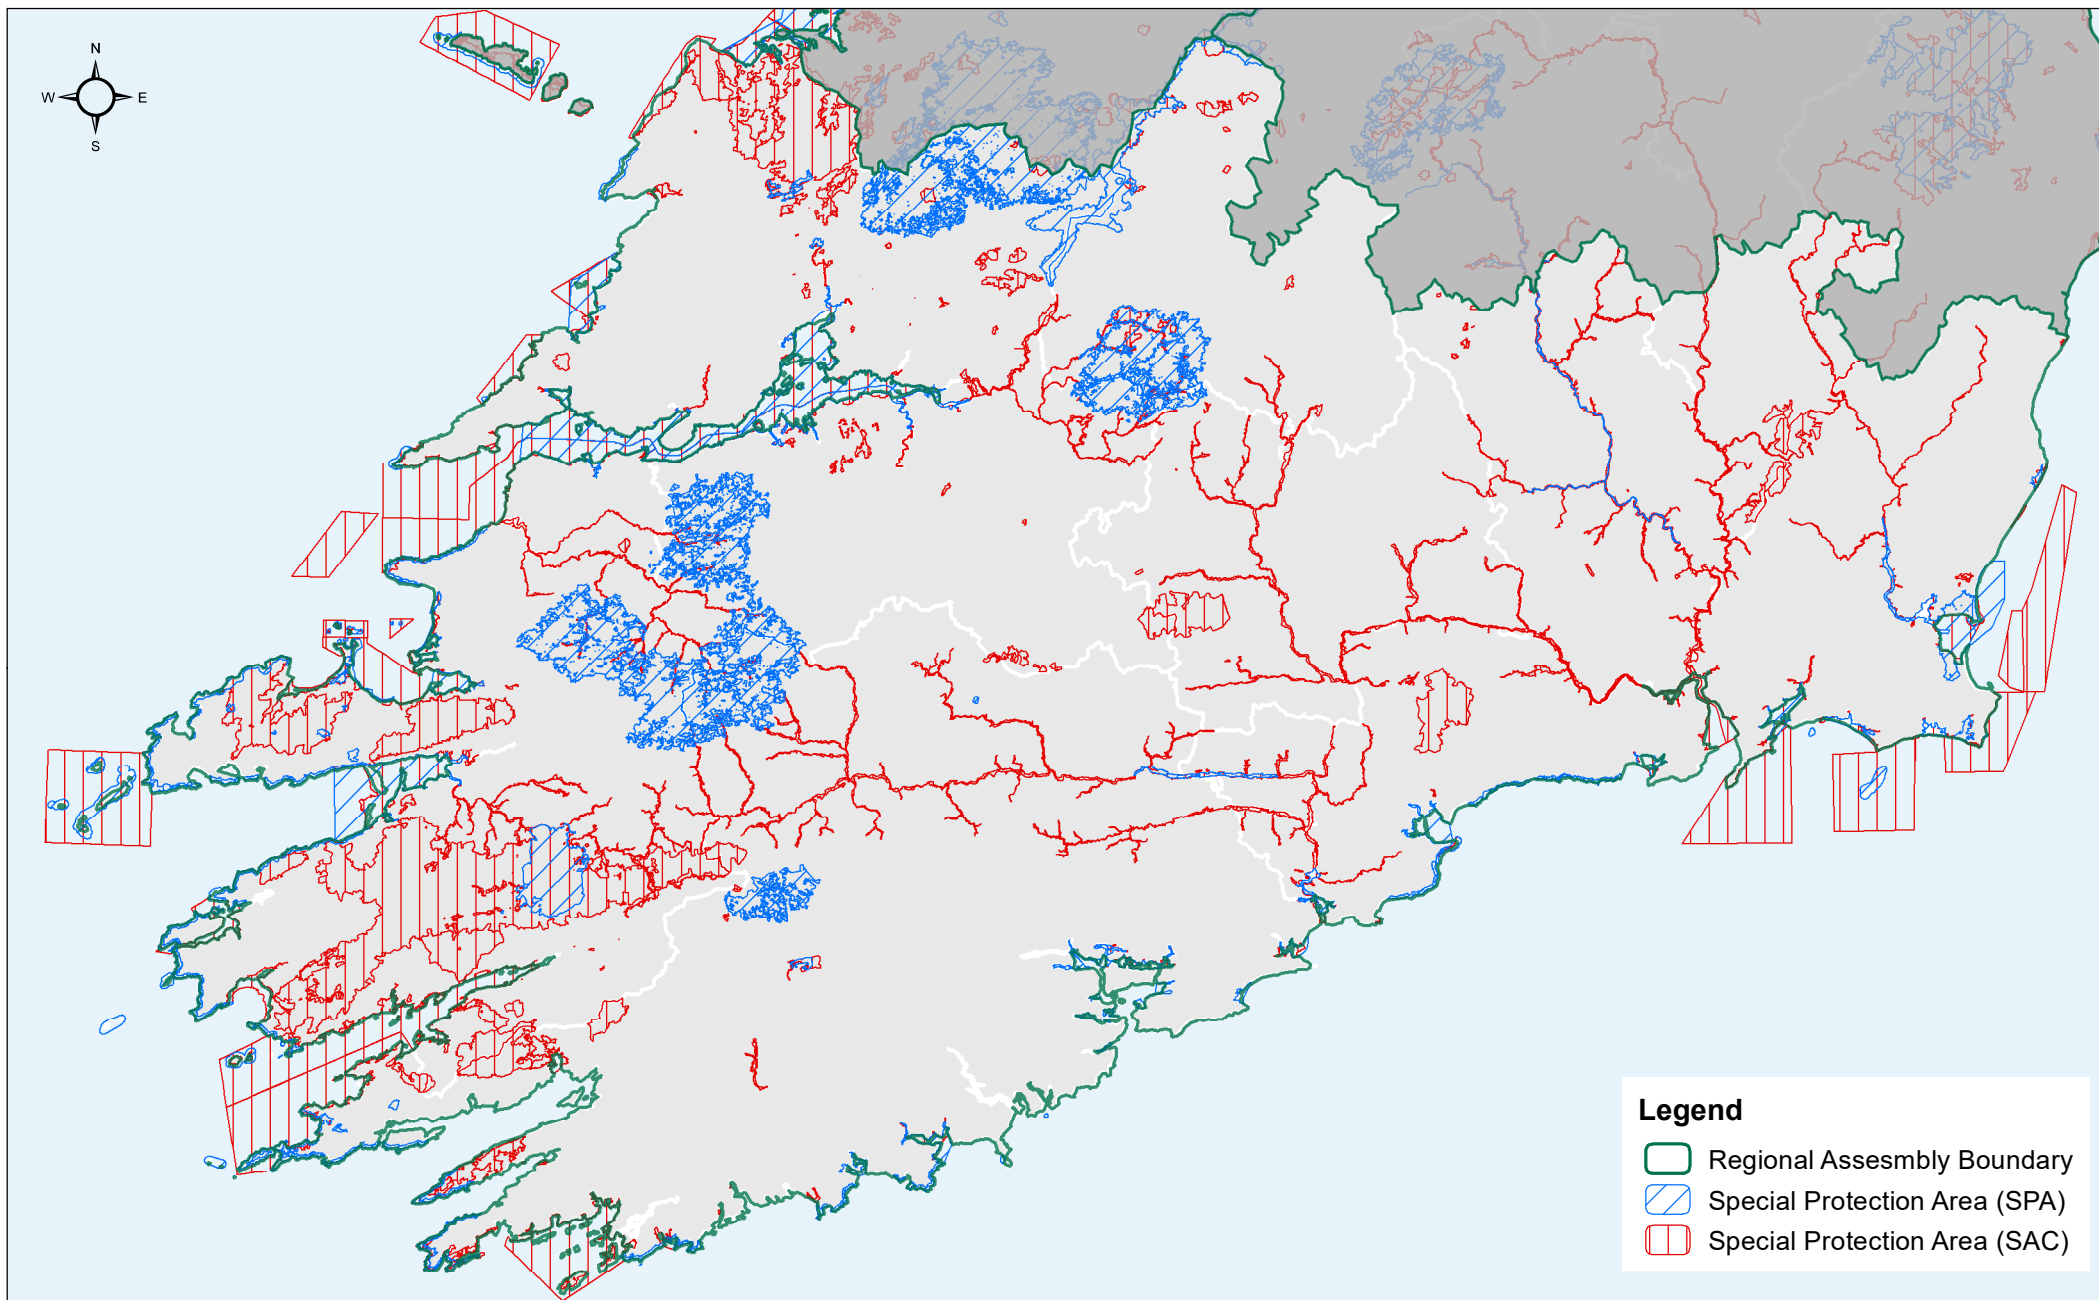 N
W E
S
Legend
Regional Assesmbly Boundary
Special Protection Area (SPA)
Special Protection Area (SAC)